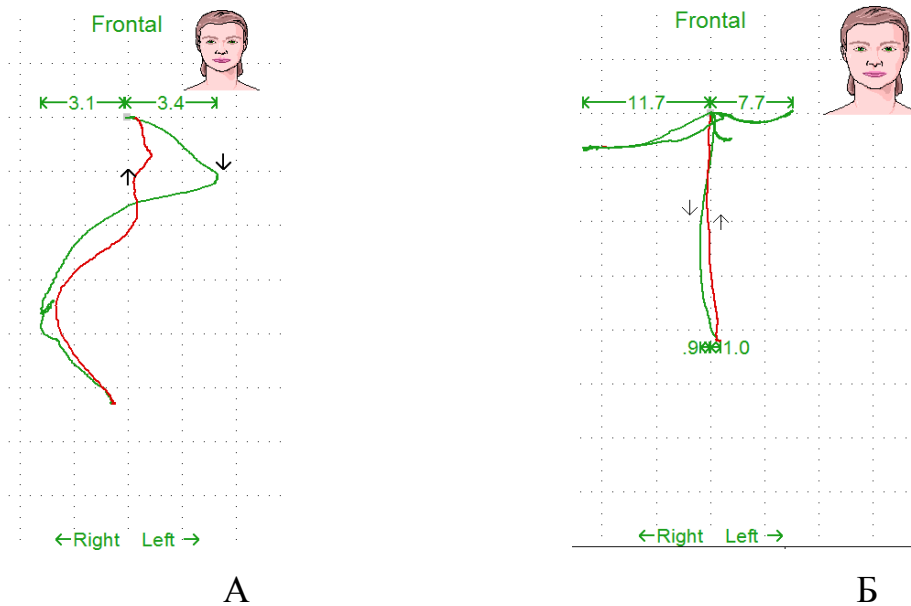 Frontal
3.1 3.4
←Right Left→
А
Frontal
11.7 7.7
.9 1.0
←Right Left→
Б